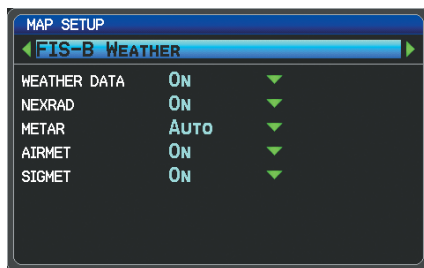 MAP SETUP
FIS-B WEATHER
WEATHER DATA ON
NEXRAD ON
METAR AUTO
AIRMET ON
SIGMET ON